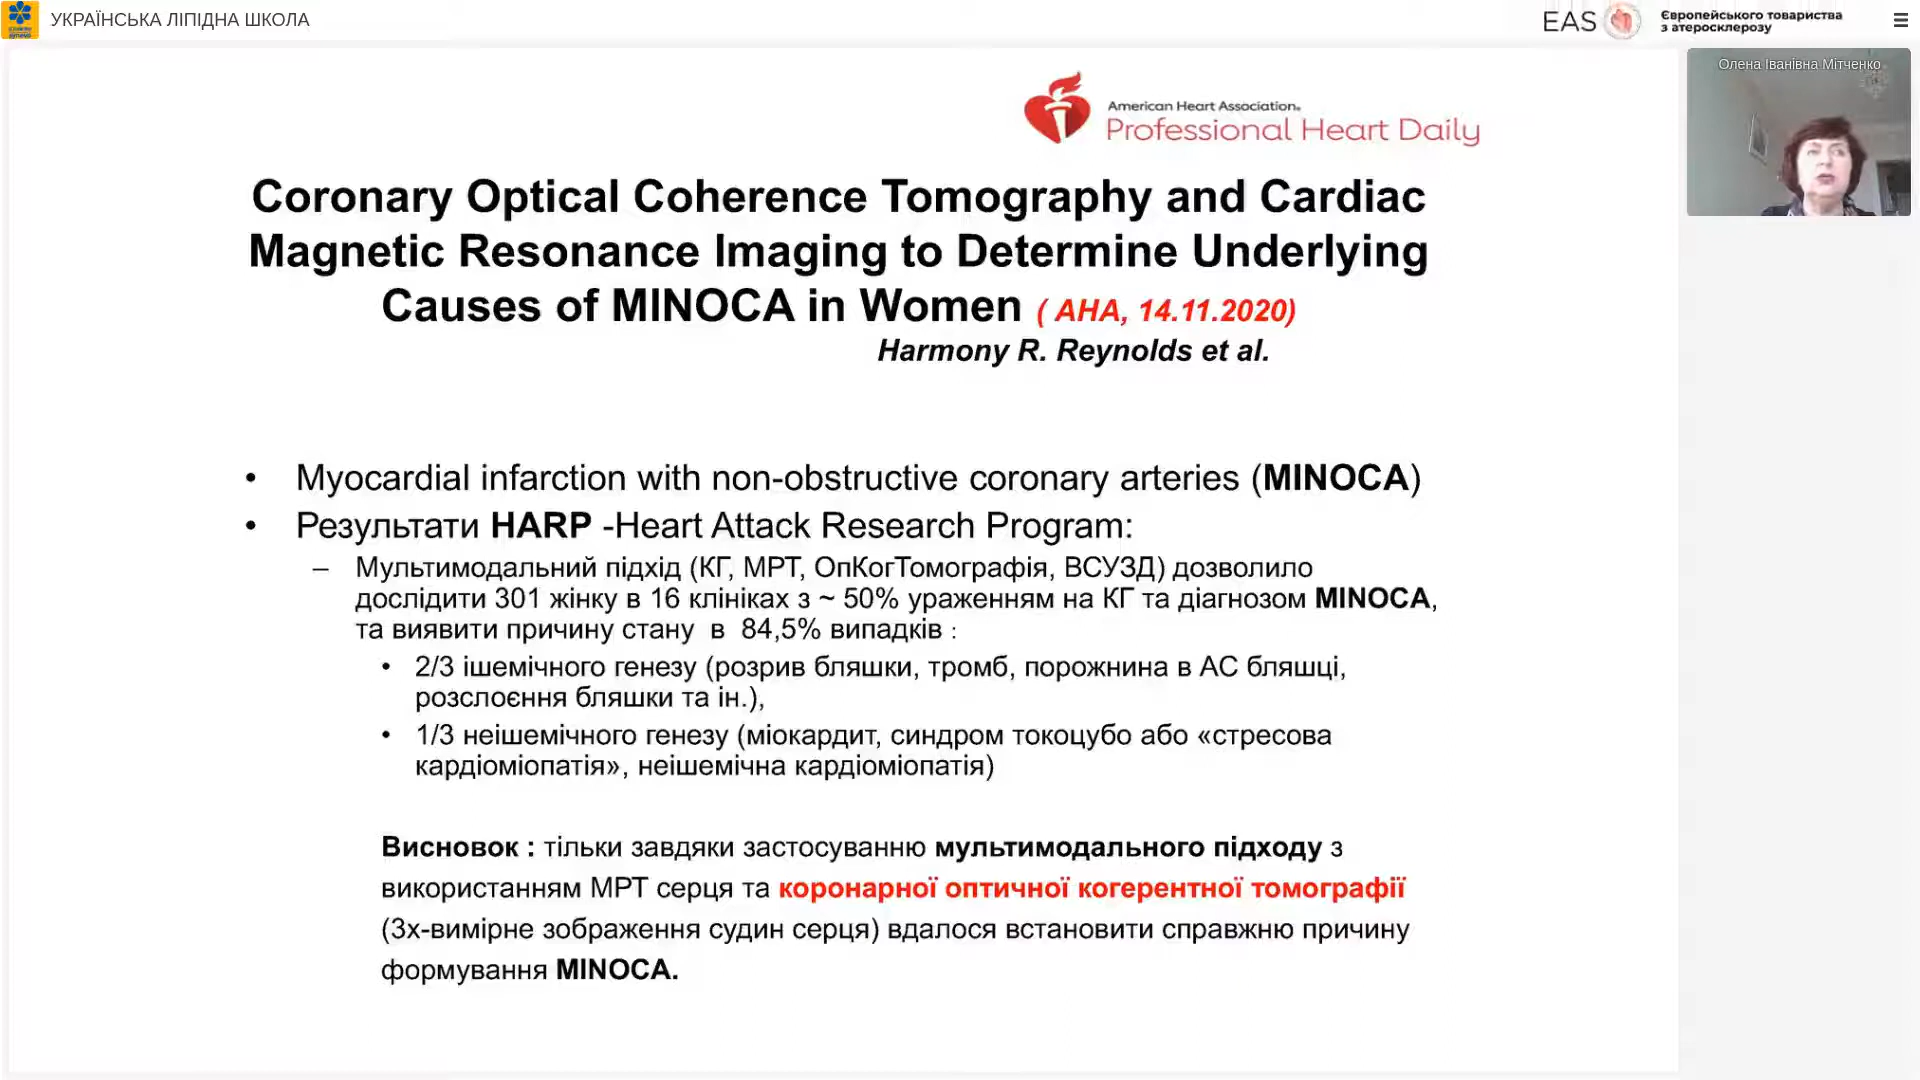 УКРАЇНСЬКА ЛІПІДНА ШКОЛА
EAS
Європейського товариства
з атеросклерозу
Олена Іванівна Мітченко
American Heart Association®
Professional Heart Daily
Coronary Optical Coherence Tomography and Cardiac
Magnetic Resonance Imaging to Determine Underlying
Causes of MINOCA in Women ( AHA, 14.11.2020)
Harmony R. Reynolds et al.
• Myocardial infarction with non-obstructive coronary arteries (MINOCA)
• Результати HARP -Heart Attack Research Program:
– Мультимодальний підхід (КГ, МРТ, ОпКогТомографія, ВСУЗД) дозволило
дослідити 301 жінку в 16 клініках з ~ 50% ураженням на КГ та діагнозом MINOCA,
та виявити причину стану в 84,5% випадків :
• 2/3 ішемічного генезу (розрив бляшки, тромб, порожнина в АС бляшці,
розслоєння бляшки та ін.),
• 1/3 неішемічного генезу (міокардит, синдром токоцубо або «стресова
кардіоміопатія», неішемічна кардіоміопатія)
Висновок : тільки завдяки застосуванню мультимодального підходу з
використанням МРТ серця та коронарної оптичної когерентної томографії
(3х-вимірне зображення судин серця) вдалося встановити справжню причину
формування MINOCA.